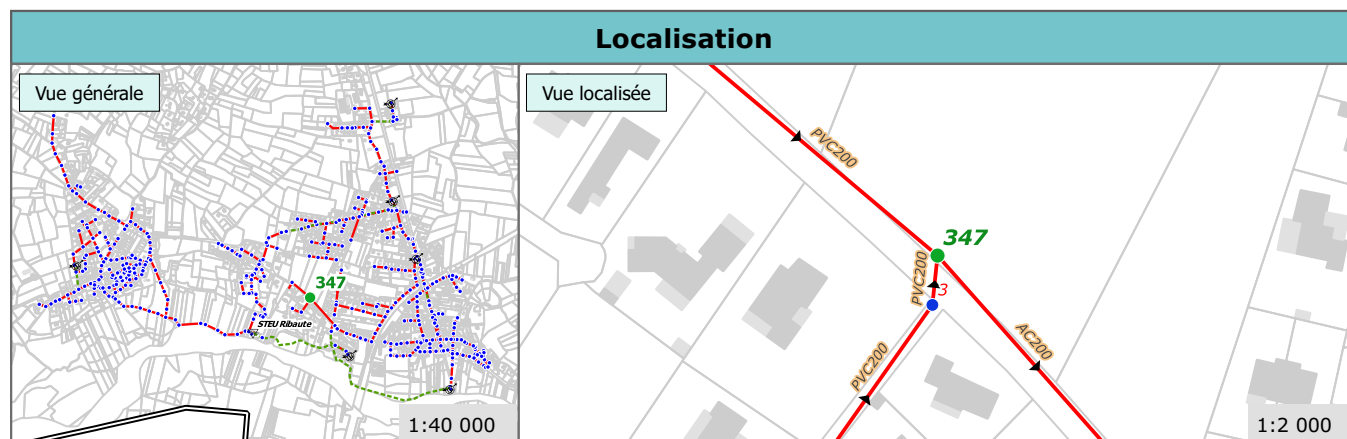 Localisation
Vue générale
347
STEU Ribaute
1:40 000
Vue localisée
PVC200
347
PVC200
3
AC200
PVC200
1:2 000